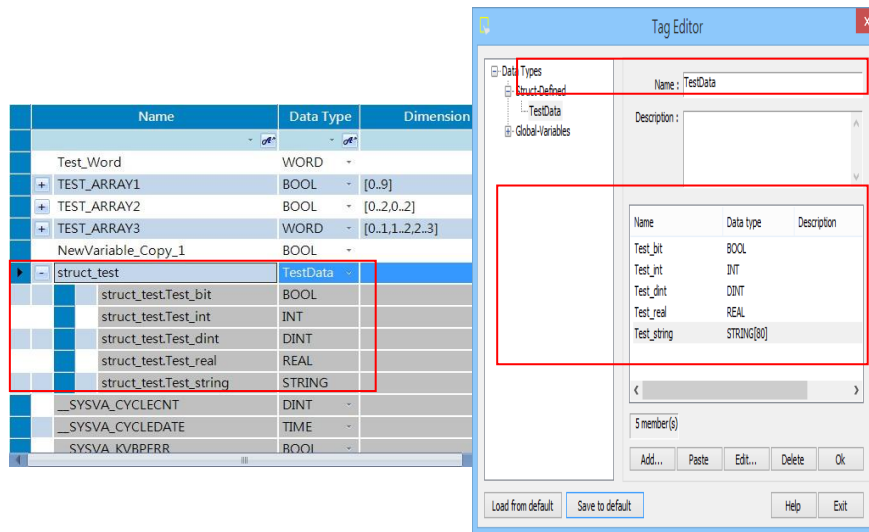 Name Data Type Dimension
Test_Word WORD
TEST_ARRAY1 BOOL [0..9]
TEST_ARRAY2 BOOL [0..2,0..2]
TEST_ARRAY3 WORD [0..1,1..2,2..3]
NewVariable_Copy_1 BOOL
struct_test TestData
struct_test.Test_bit BOOL
struct_test.Test_int INT
struct_test.Test_dint DINT
struct_test.Test_real REAL
struct_test.Test_string STRING
__SYSVA_CYCLECNT DINT
__SYSVA_CYCLEDATE TIME
SYSVA KVBPERR BOOL
Tag Editor
x
Data Types
Struct-Defined
TestData
Global-Variables
Name : TestData
Description :
Name Data type Description
Test_bit BOOL
Test_int INT
Test_dint DINT
Test_real REAL
Test_string STRING[80]
5 member(s)
Add... Paste Edit... Delete Ok
Load from default Save to default Help Exit